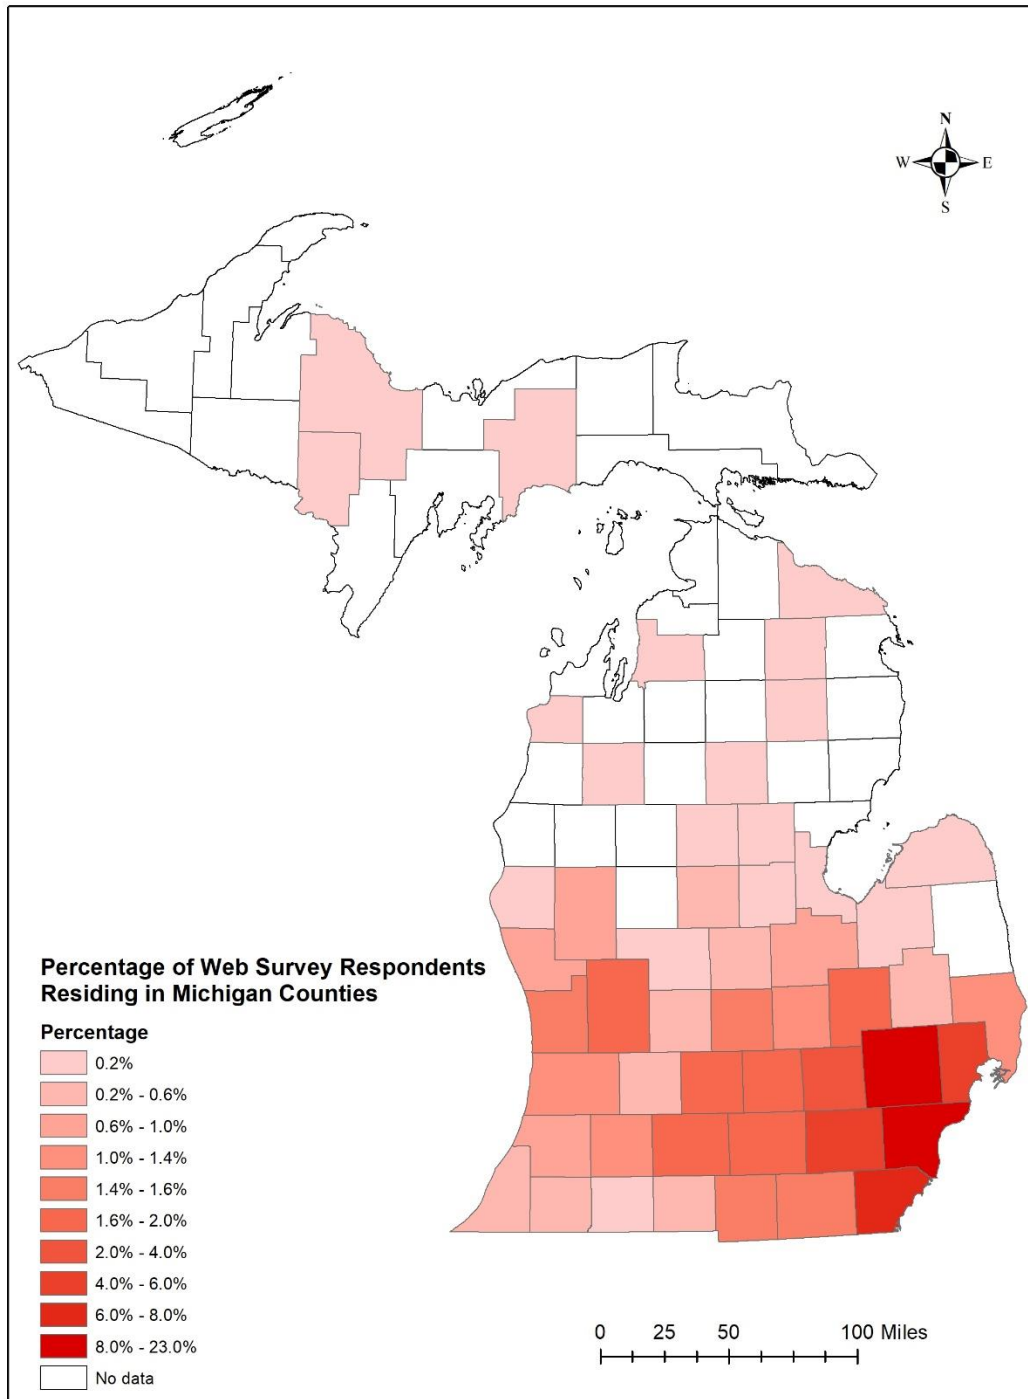 N
W E
S
Percentage of Web Survey Respondents
Residing in Michigan Counties
Percentage
0.2%
0.2% - 0.6%
0.6% - 1.0%
1.0% - 1.4%
1.4% - 1.6%
1.6% - 2.0%
2.0% - 4.0%
4.0% - 6.0%
6.0% - 8.0%
8.0% - 23.0%
No data
0 25 50 100 Miles